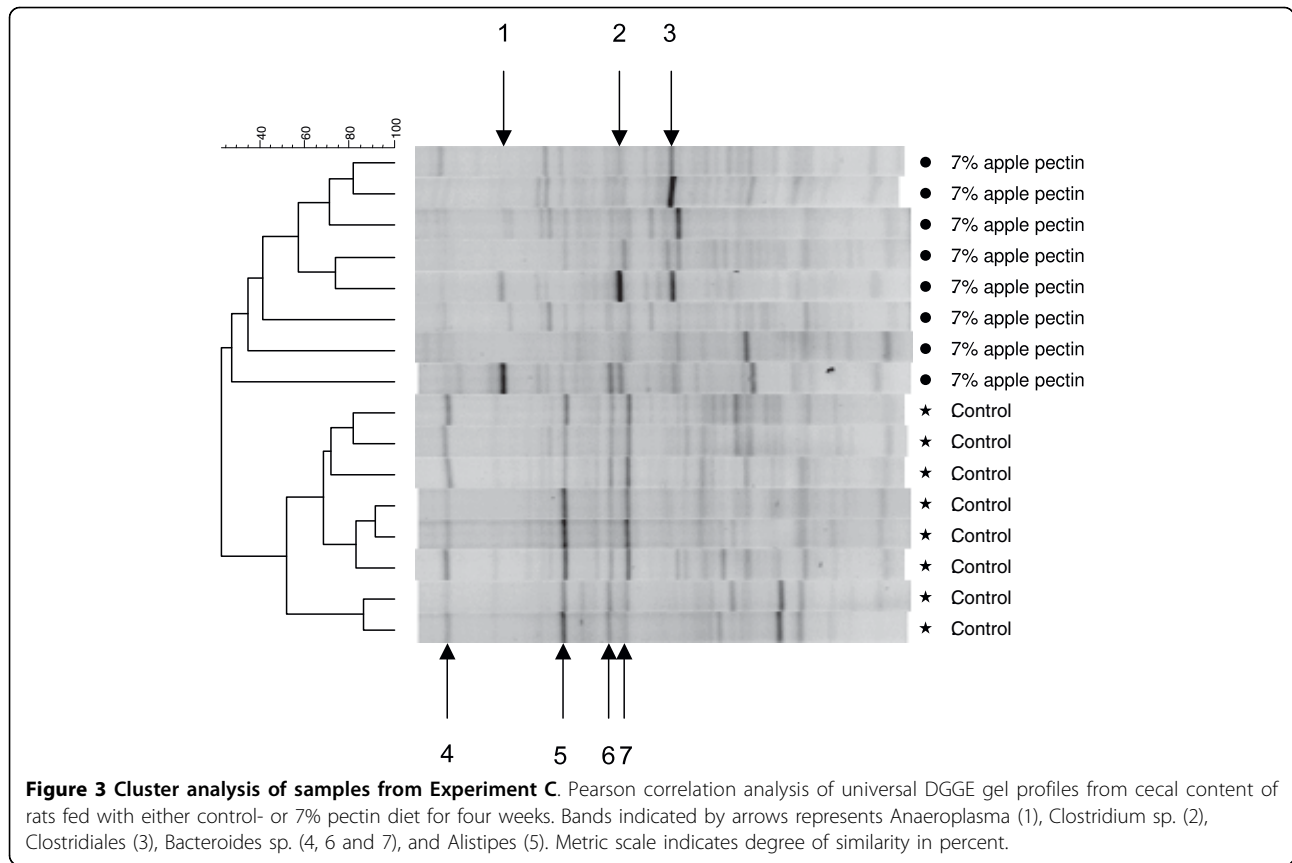 1 2 3
40 60 80 100
● 7% apple pectin
● 7% apple pectin
● 7% apple pectin
● 7% apple pectin
● 7% apple pectin
● 7% apple pectin
● 7% apple pectin
● 7% apple pectin
★ Control
★ Control
★ Control
★ Control
★ Control
★ Control
★ Control
★ Control
4 5 6 7
Figure 3 Cluster analysis of samples from Experiment C. Pearson correlation analysis of universal DGGE gel profiles from cecal content of
rats fed with either control- or 7% pectin diet for four weeks. Bands indicated by arrows represents Anaeroplasma (1), Clostridium sp. (2),
Clostridiales (3), Bacteroides sp. (4, 6 and 7), and Alistipes (5). Metric scale indicates degree of similarity in percent.